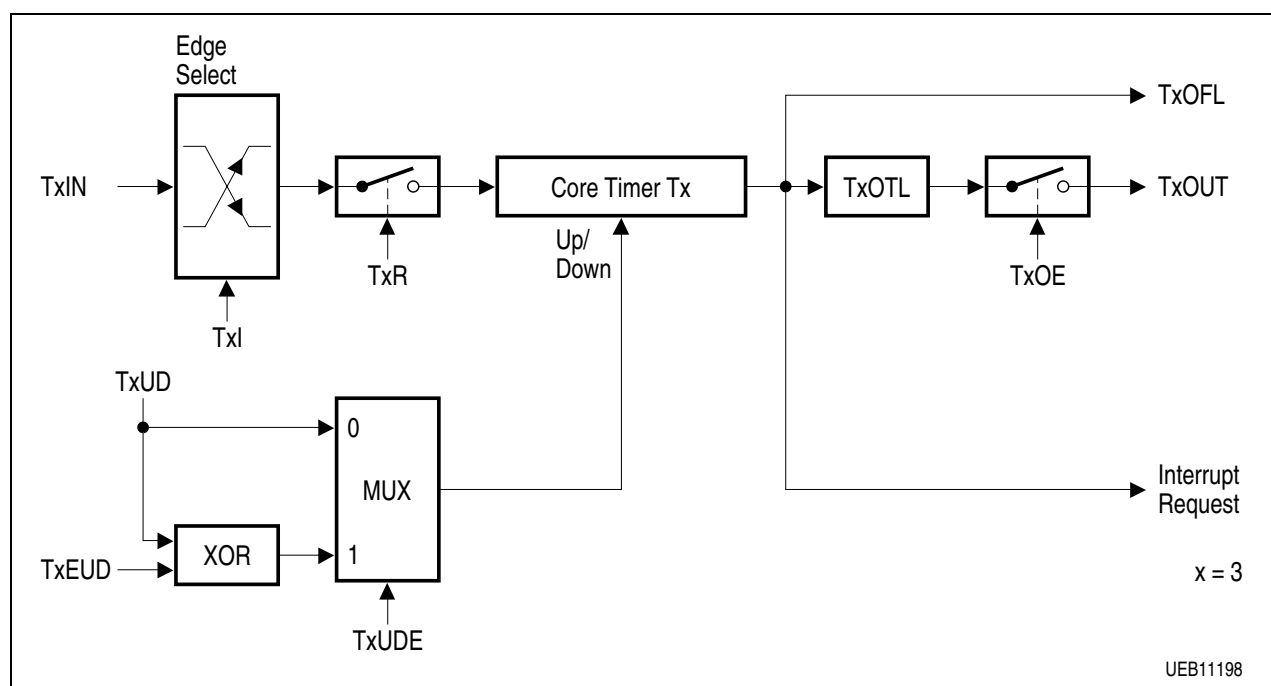 Edge
Select
TxOFL
TxIN
Core Timer Tx
TxOTL
TxOUT
Up/
Down
TxR
TxOE
TxI
TxUD
0
MUX
Interrupt
Request
XOR
1
TxEUD
x = 3
TxUDE
UEB11198